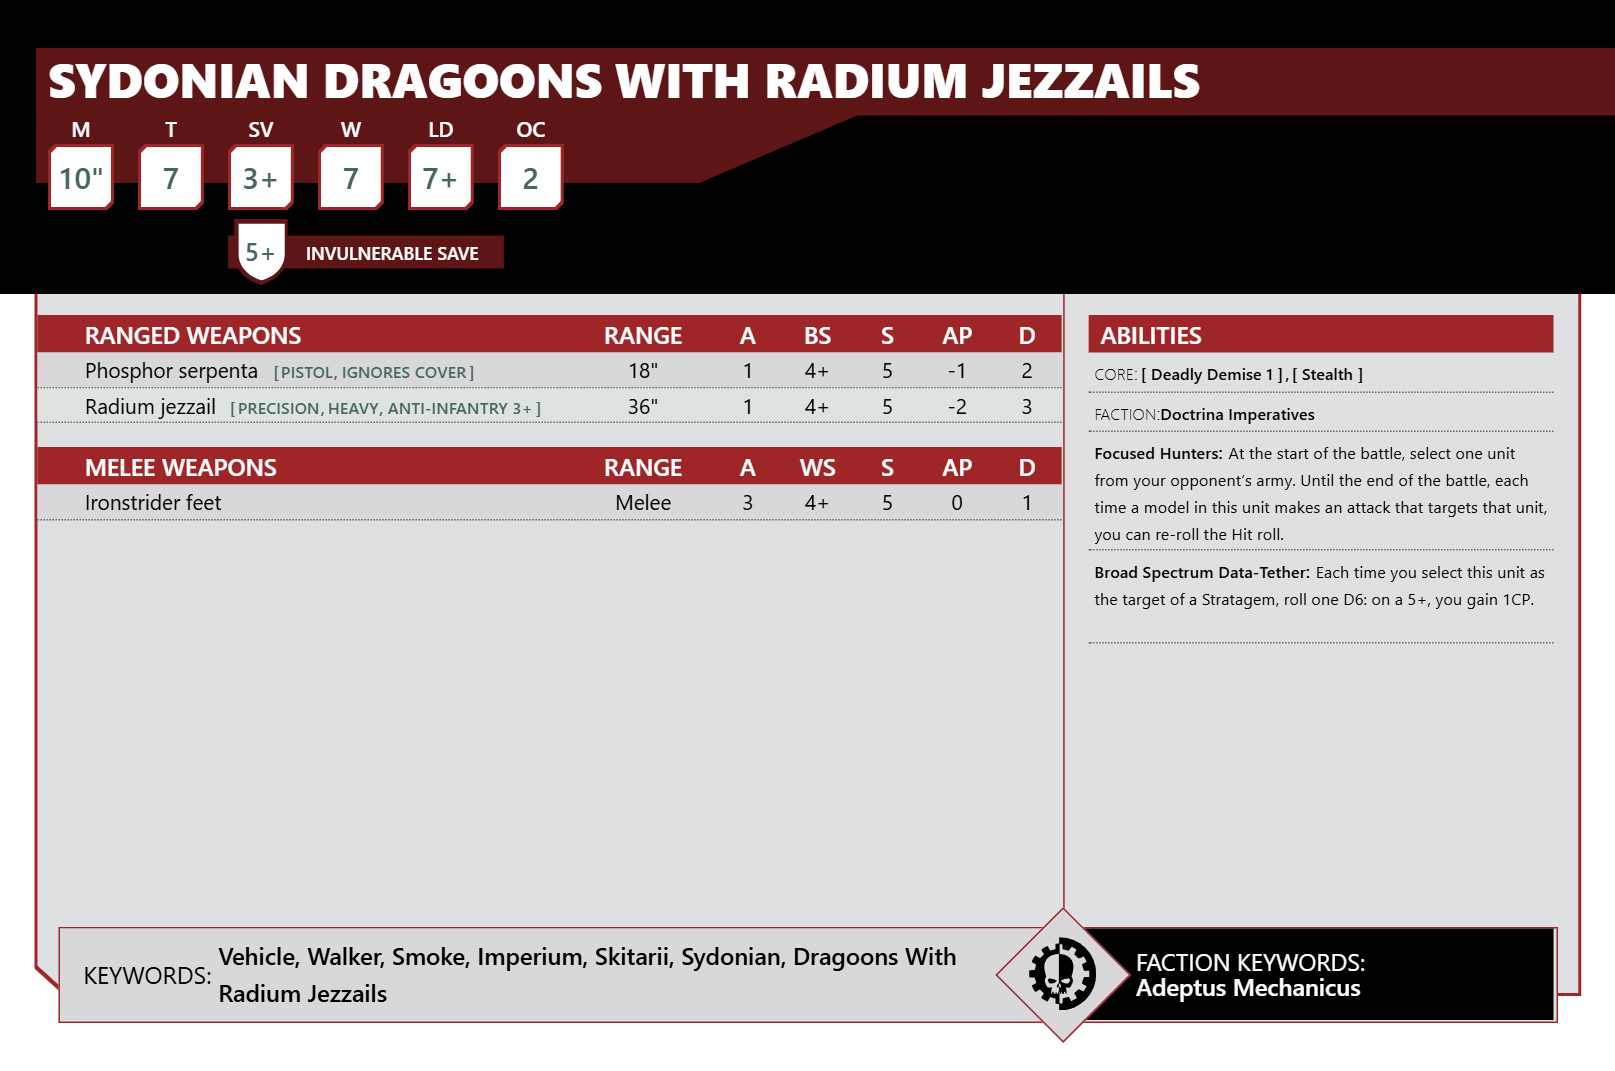 SYDONIAN DRAGOONS WITH RADIUM JEZZAILS
M T SV W LD OC
10" 7 3+ 7 7+ 2
5+ INVULNERABLE SAVE
RANGED WEAPONS RANGE A BS S AP D
Phosphor serpenta [PISTOL, IGNORES COVER] 18" 1 4+ 5 -1 2
Radium jezzail [PRECISION, HEAVY, ANTI-INFANTRY 3+] 36" 1 4+ 5 -2 3
MELEE WEAPONS RANGE A WS S AP D
Ironstrider feet Melee 3 4+ 5 0 1
ABILITIES
CORE: [ Deadly Demise 1 ] , [ Stealth ]
FACTION:Doctrina Imperatives
Focused Hunters: At the start of the battle, select one unit
from your opponent's army. Until the end of the battle, each
time a model in this unit makes an attack that targets that unit,
you can re-roll the Hit roll.
Broad Spectrum Data-Tether: Each time you select this unit as
the target of a Stratagem, roll one D6: on a 5+, you gain 1CP.
KEYWORDS: Vehicle, Walker, Smoke, Imperium, Skitarii, Sydonian, Dragoons With
Radium Jezzails
FACTION KEYWORDS:
Adeptus Mechanicus